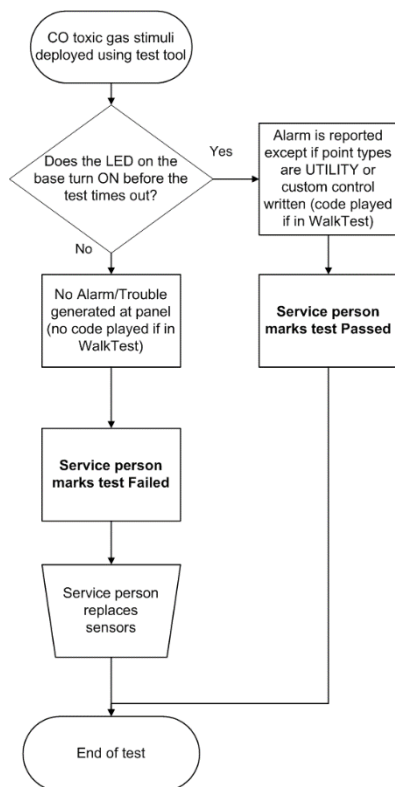 CO toxic gas stimuli
deployed using test tool
Does the LED on the
base turn ON before the
test times out?
Yes
Alarm is reported
except if point types
are UTILITY or
custom control
written (code played
if in WalkTest)
No
No Alarm/Trouble
generated at panel
(no code played if in
WalkTest)
Service person
marks test Passed
Service person
marks test Failed
Service person
replaces
sensors
End of test